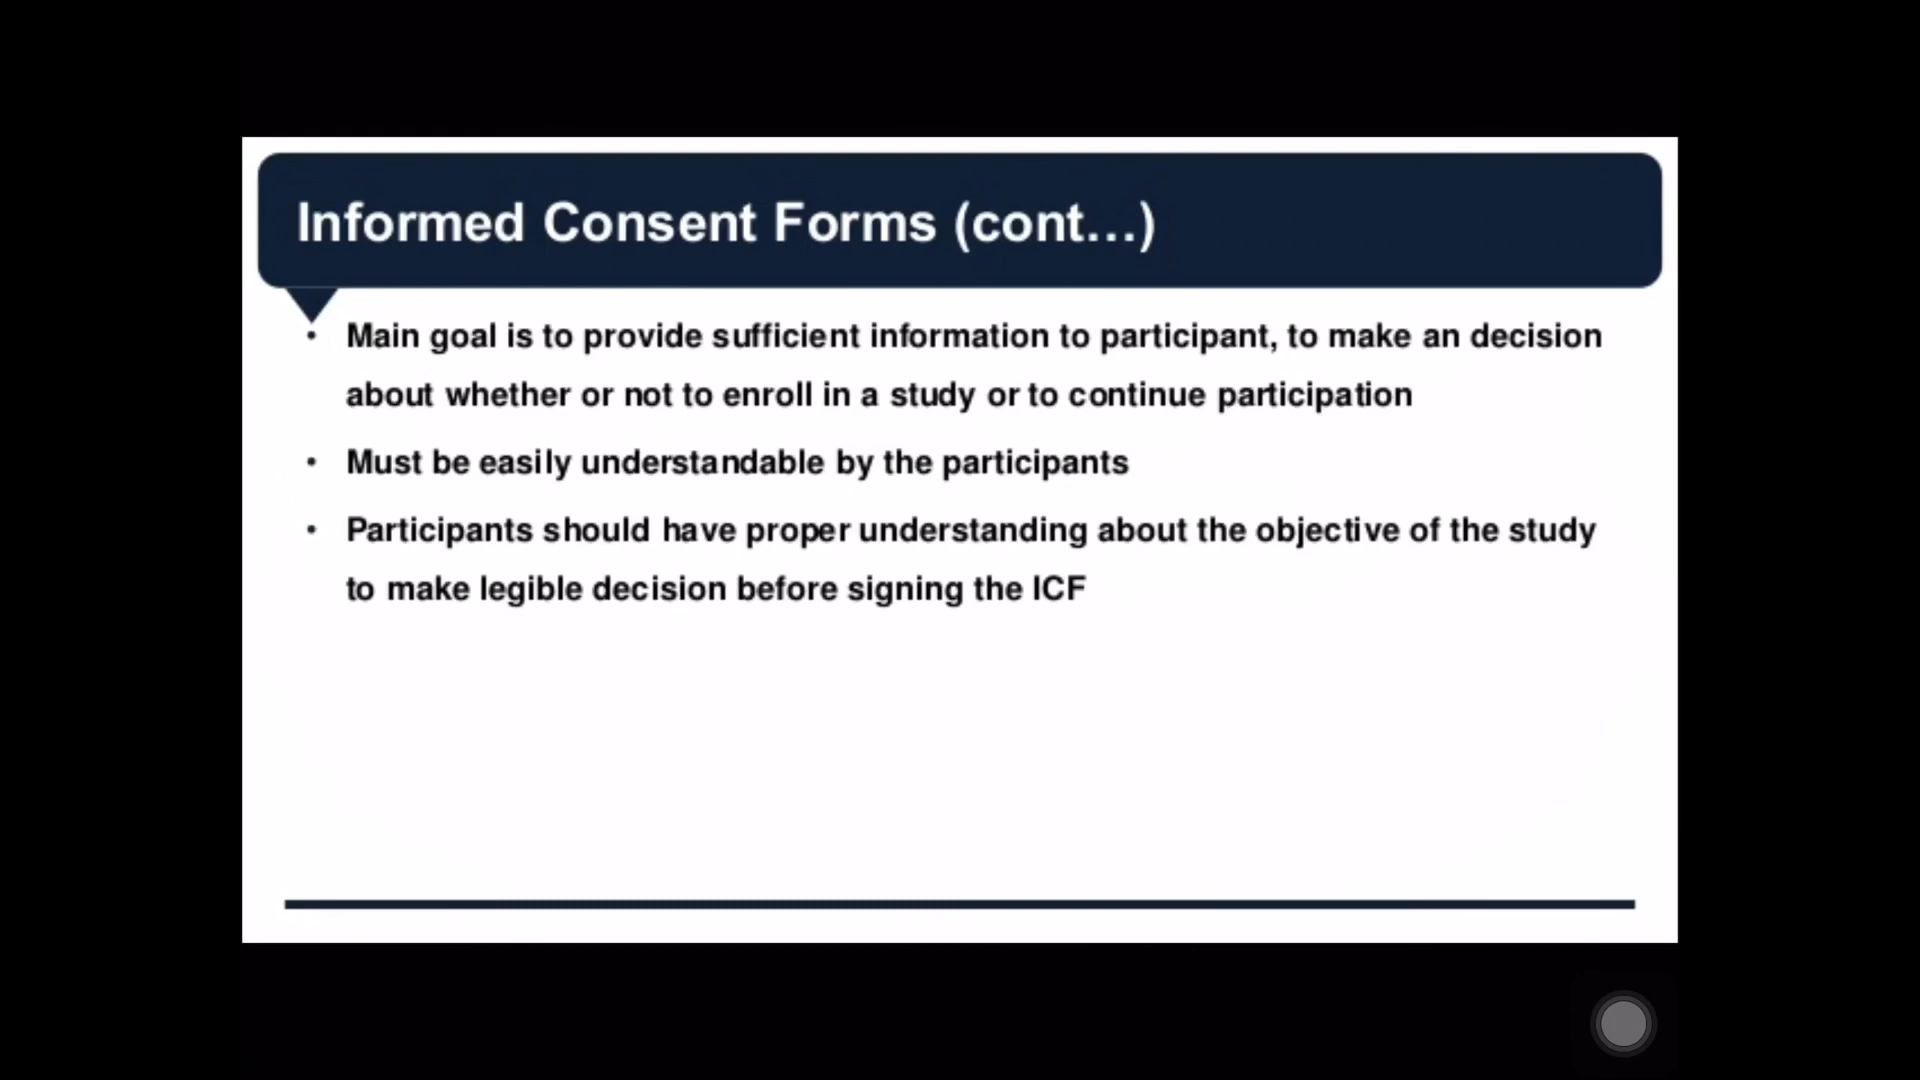 Informed Consent Forms (cont...)
• Main goal is to provide sufficient information to participant, to make an decision
about whether or not to enroll in a study or to continue participation
• Must be easily understandable by the participants
• Participants should have proper understanding about the objective of the study
to make legible decision before signing the ICF